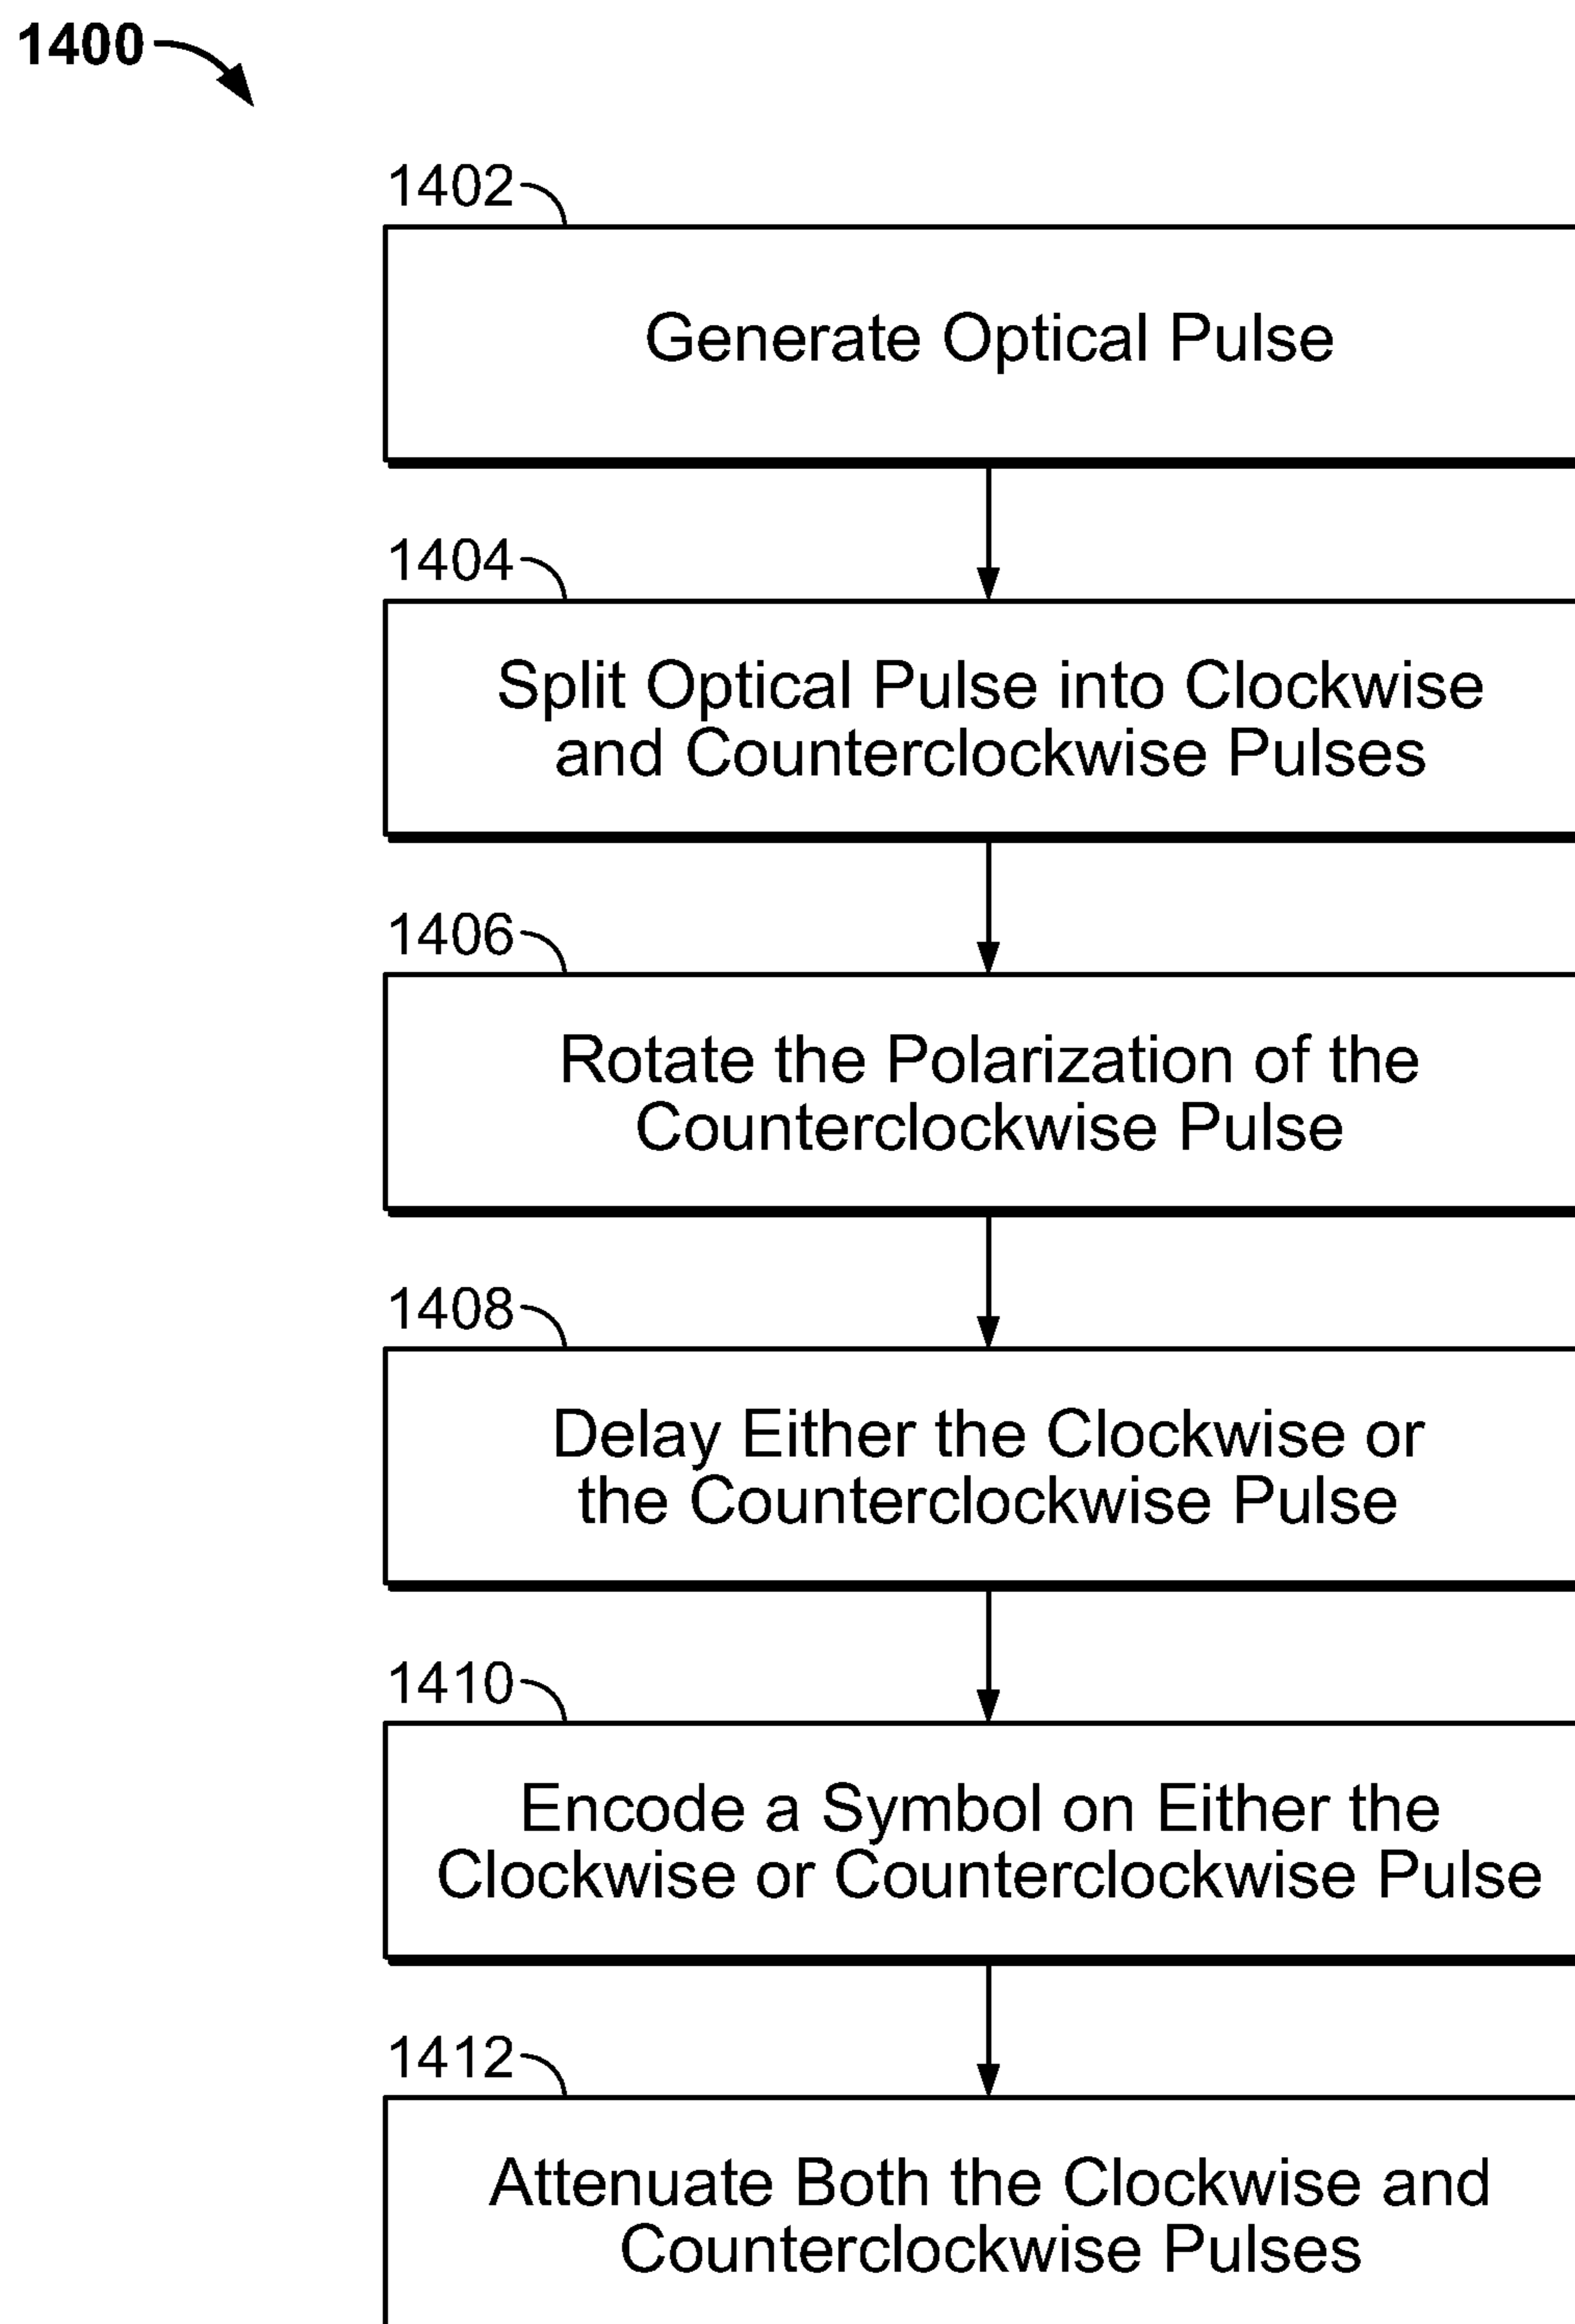 1400
1402
Generate Optical Pulse
1404
Split Optical Pulse into Clockwise
and Counterclockwise Pulses
1406
Rotate the Polarization of the
Counterclockwise Pulse
1408
Delay Either the Clockwise or
the Counterclockwise Pulse
1410
Encode a Symbol on Either the
Clockwise or Counterclockwise Pulse
1412
Attenuate Both the Clockwise and
Counterclockwise Pulses